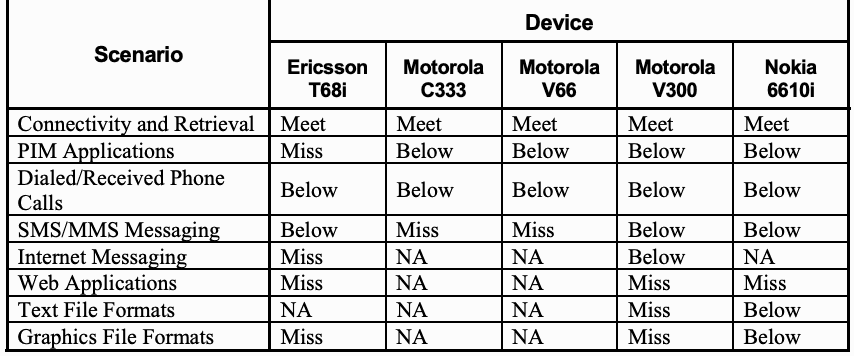 Scenario Device
Ericsson T68i Motorola C333 Motorola V66 Motorola V300 Nokia 6610i
Connectivity and Retrieval Meet Meet Meet Meet Meet
PIM Applications Miss Below Below Below Below
Dialed/Received Phone Calls Below Below Below Below Below
SMS/MMS Messaging Below Miss Miss Below Below
Internet Messaging Miss NA NA Below NA
Web Applications Miss NA NA Miss Miss
Text File Formats NA NA NA Miss Below
Graphics File Formats Miss NA NA Miss Below